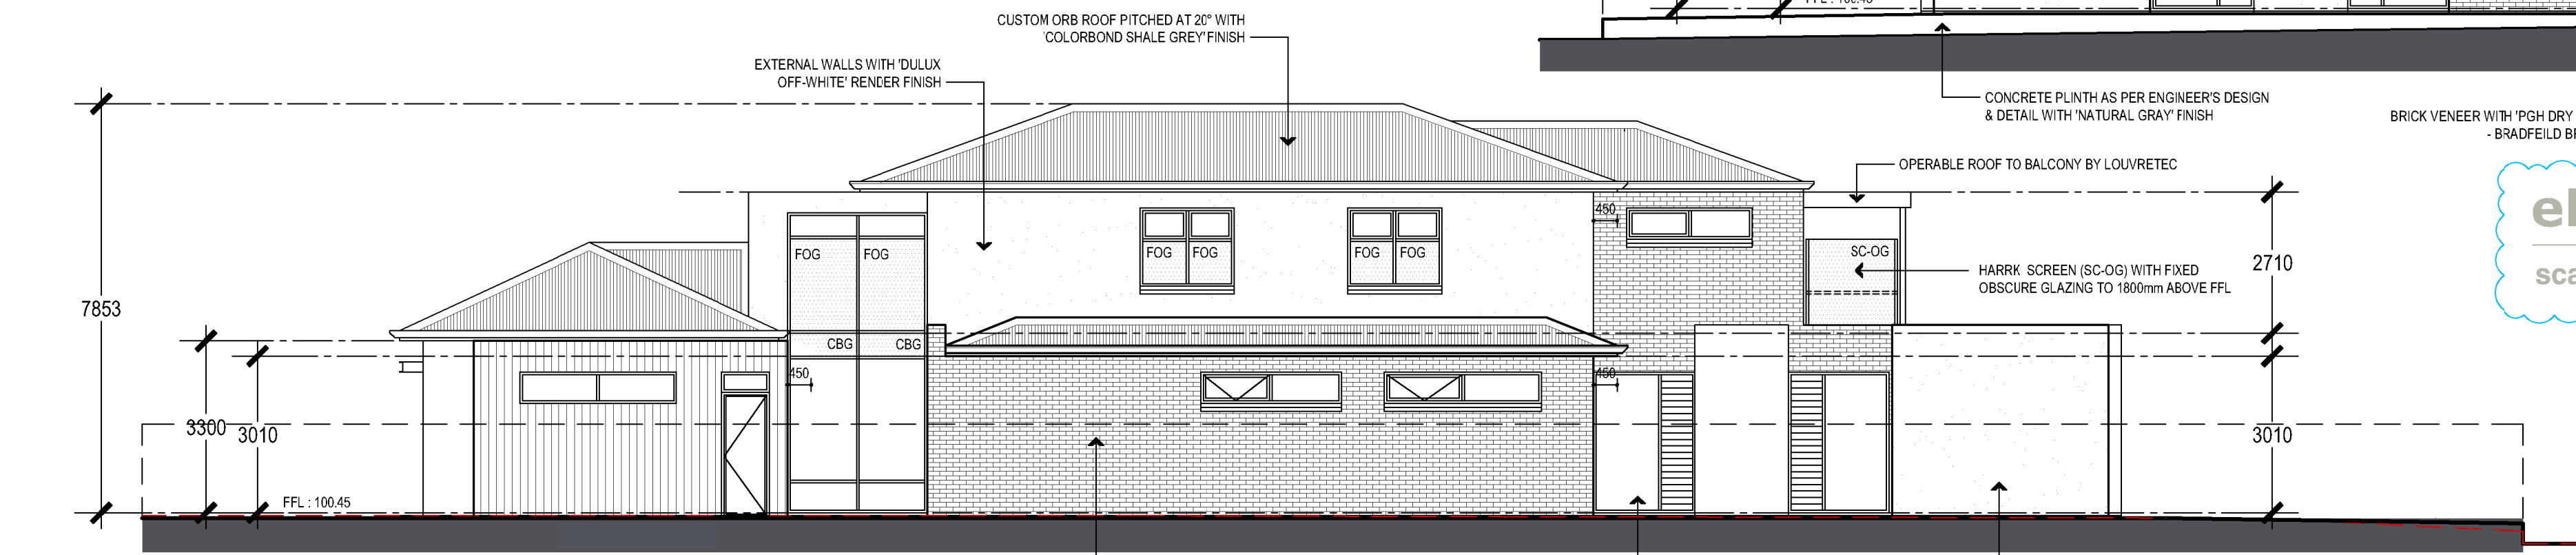 CUSTOM ORB ROOF PITCHED AT 20° WITH
'COLORBOND SHALE GREY' FINISH
EXTERNAL WALLS WITH 'DULUX
OFF-WHITE' RENDER FINISH
CONCRETE PLINTH AS PER ENGINEER'S DESIGN
& DETAIL WITH 'NATURAL GRAY' FINISH
BRICK VENEER WITH 'PGH DRY
- BRADFEILD B
OPERABLE ROOF TO BALCONY BY LOUVRETEC
HARRK SCREEN (SC-OG) WITH FIXED
OBSCURE GLAZING TO 1800mm ABOVE FFL
SC-OG
450
FOG FOG
FOG FOG
FOG FOG
CBG CBG
450
450
7853
3300
3010
FFL : 100.45
2710
3010
el
sca